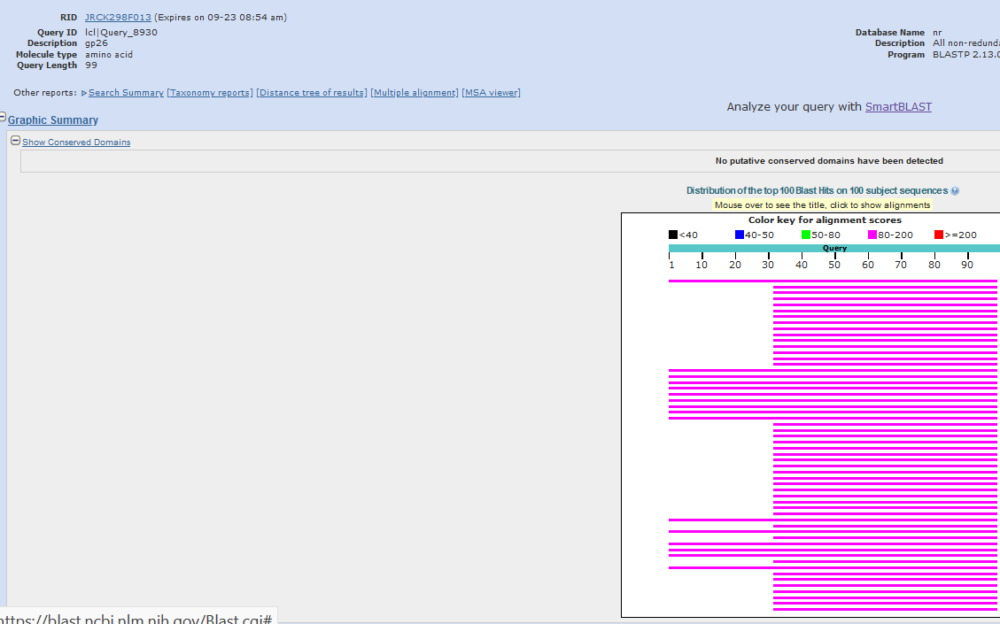 RID JRCK298F013 (Expires on 09-23 08:54 am)
Query ID lcl|Query_8930
Description gp26
Molecule type amino acid
Query Length 99
Database Name nr
Description All non-redunda
Program BLASTP 2.13.0
Other reports: Search Summary [Taxonomy reports] [Distance tree of results] [Multiple alignment] [MSA viewer]
Analyze your query with SmartBLAST
Graphic Summary
Show Conserved Domains
No putative conserved domains have been detected
Distribution of the top 100 Blast Hits on 100 subject sequences
Mouse over to see the title, click to show alignments
Color key for alignment scores
<40 40-50 50-80 80-200 >=200
Query
1 10 20 30 40 50 60 70 80 90
https://blast.ncbi.nlm.nih.gov/Blast.cgi#